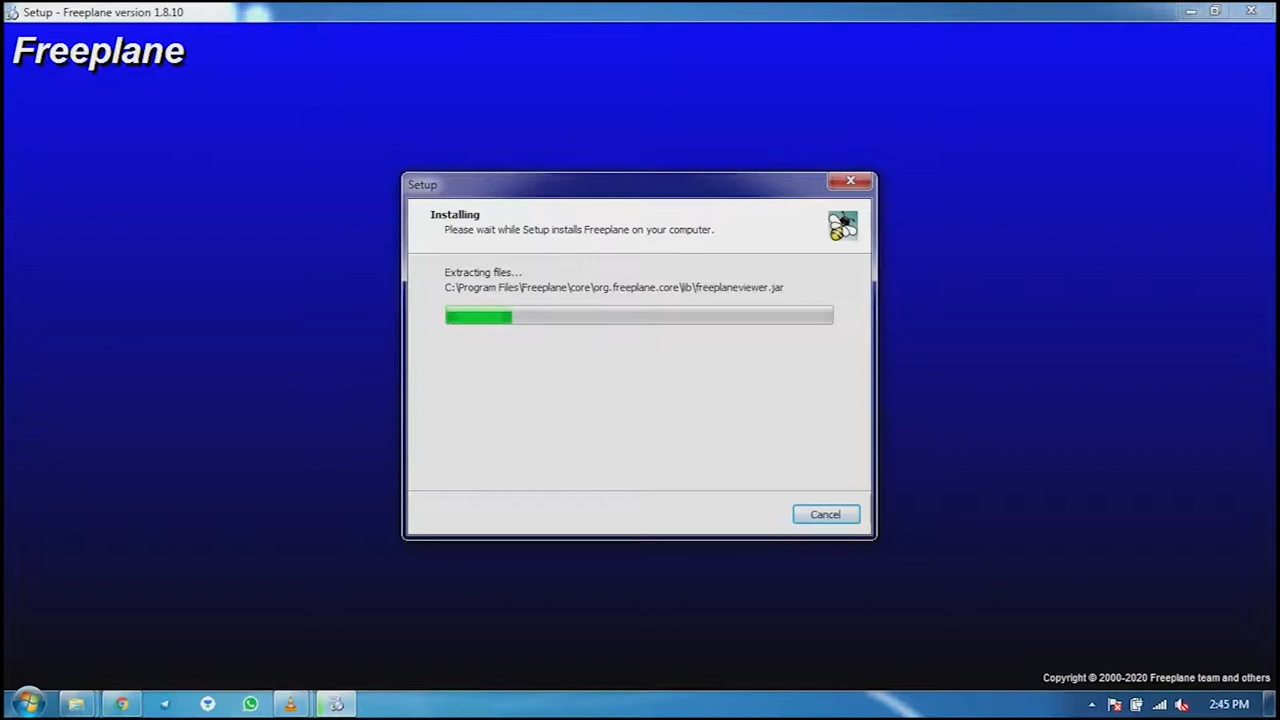 Setup - Freeplane version 1.8.10
Freeplane
Setup
Installing
Please wait while Setup installs Freeplane on your computer.
Extracting files...
C:\Program Files\Freeplane\core\org.freeplane.core\lib\freeplaneviewer.jar
Cancel
Copyright © 2000-2020 Freeplane team and others
2:45 PM